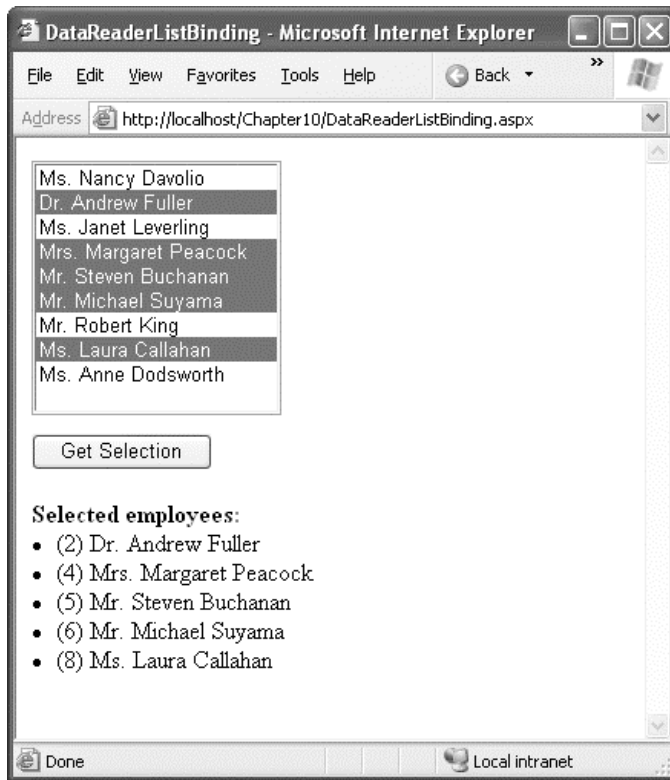 DataReaderListBinding - Microsoft Internet Explorer
File Edit View Favorites Tools Help Back »
Address http://localhost/Chapter10/DataReaderListBinding.aspx
Ms. Nancy Davolio
Dr. Andrew Fuller
Ms. Janet Leverling
Mrs. Margaret Peacock
Mr. Steven Buchanan
Mr. Michael Suyama
Mr. Robert King
Ms. Laura Callahan
Ms. Anne Dodsworth
Get Selection
Selected employees:
• (2) Dr. Andrew Fuller
• (4) Mrs. Margaret Peacock
• (5) Mr. Steven Buchanan
• (6) Mr. Michael Suyama
• (8) Ms. Laura Callahan
Done Local intranet